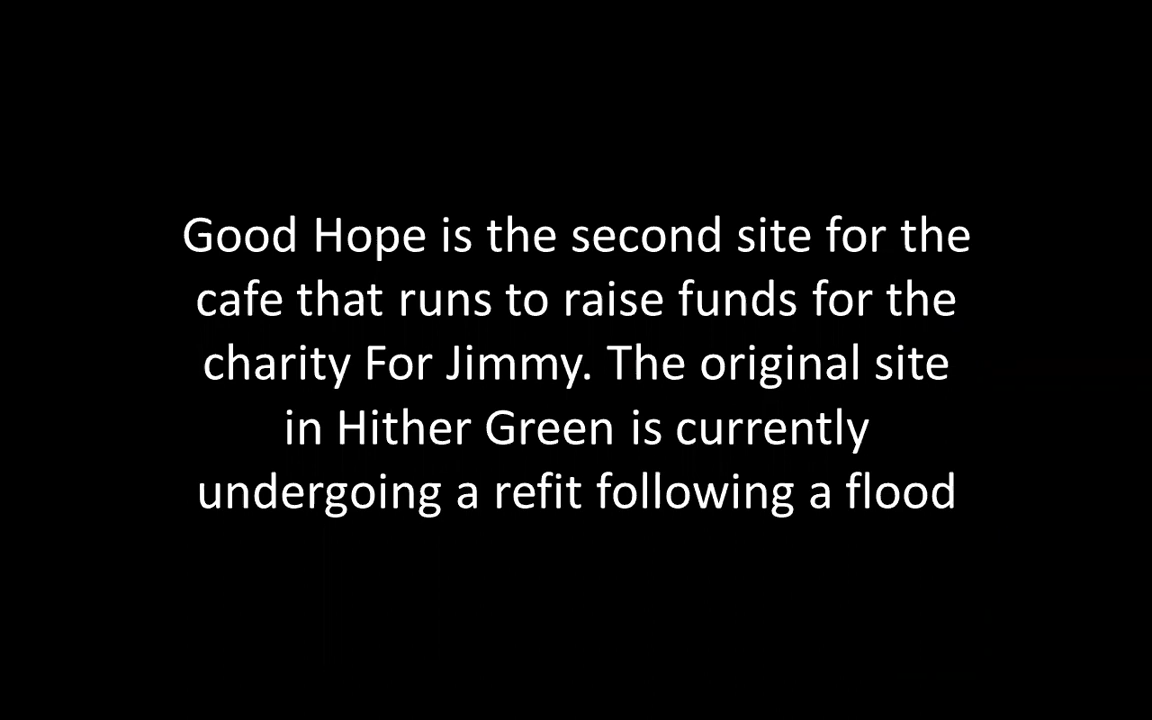 Good Hope is the second site for the
cafe that runs to raise funds for the
charity For Jimmy. The original site
in Hither Green is currently
undergoing a refit following a flood